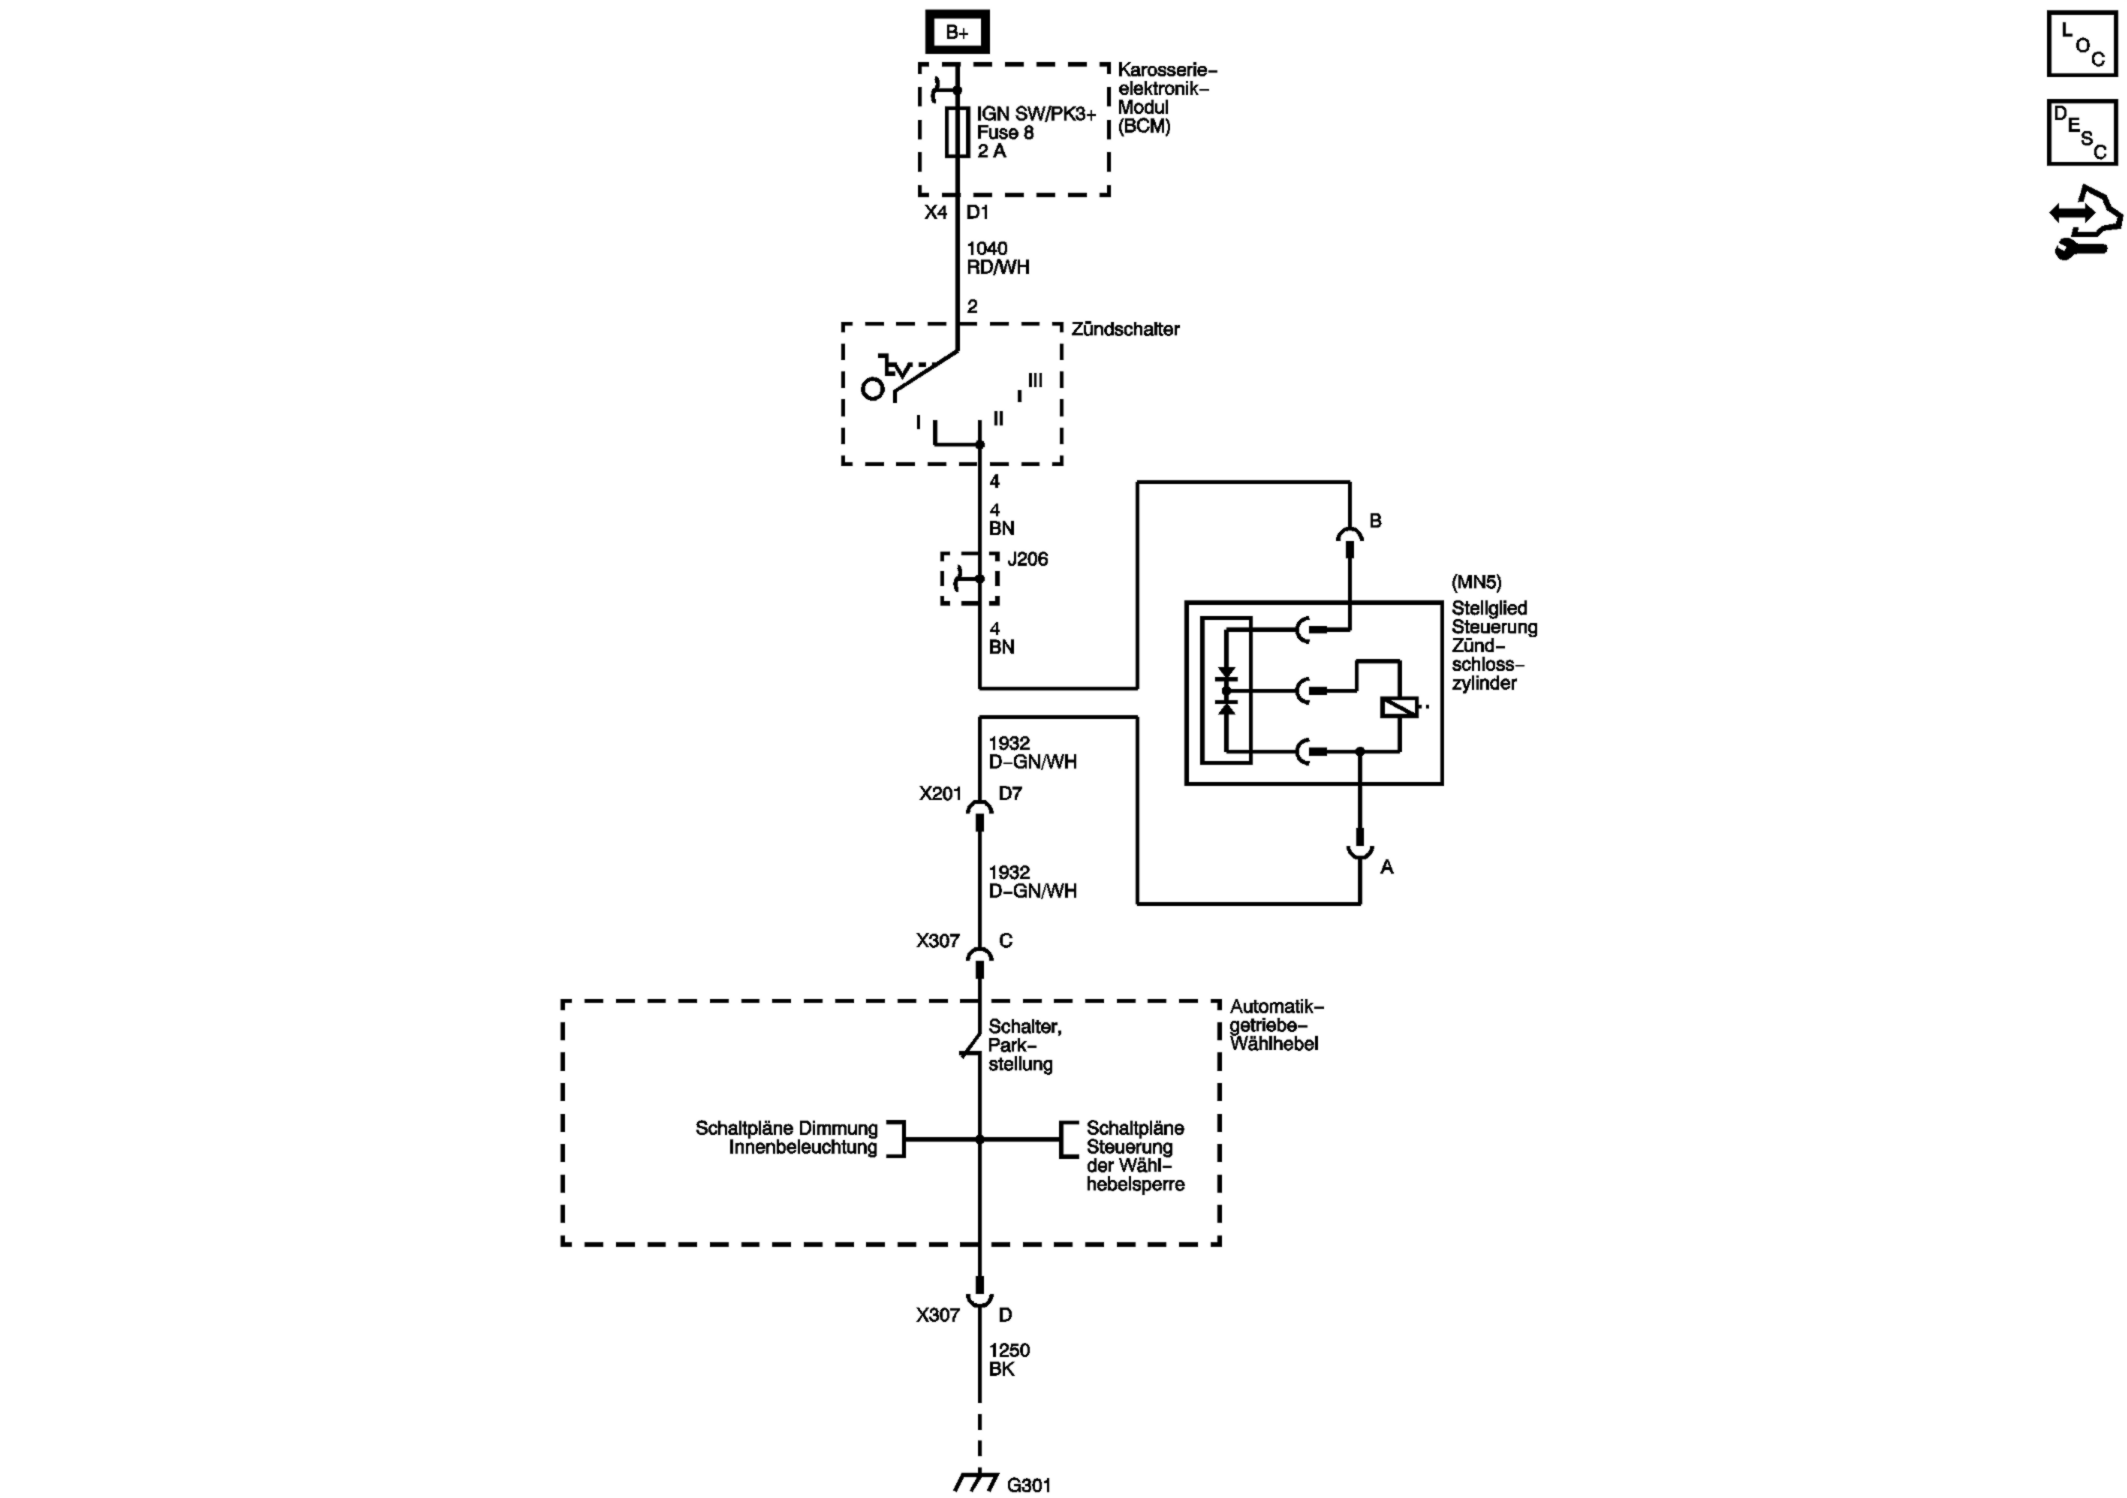 B+
Karosserie–
elektronik–
Modul
(BCM)
IGN SW/PK3+
Fuse 8
2 A
X4 D1
1040
RD/WH
2
Zündschalter
I
II
III
4
4
BN
J206
4
BN
B
(MN5)
Stellglied
Steuerung
Zünd–
schloss–
zylinder
1932
D–GN/WH
X201 D7
A
1932
D–GN/WH
X307 C
Automatik–
getriebe–
Wählhebel
Schalter,
Park–
stellung
Schaltpläne Dimmung
Innenbeleuchtung
Schaltpläne
Steuerung
der Wähl–
hebelsperre
X307 D
1250
BK
G301
LOC
DESC